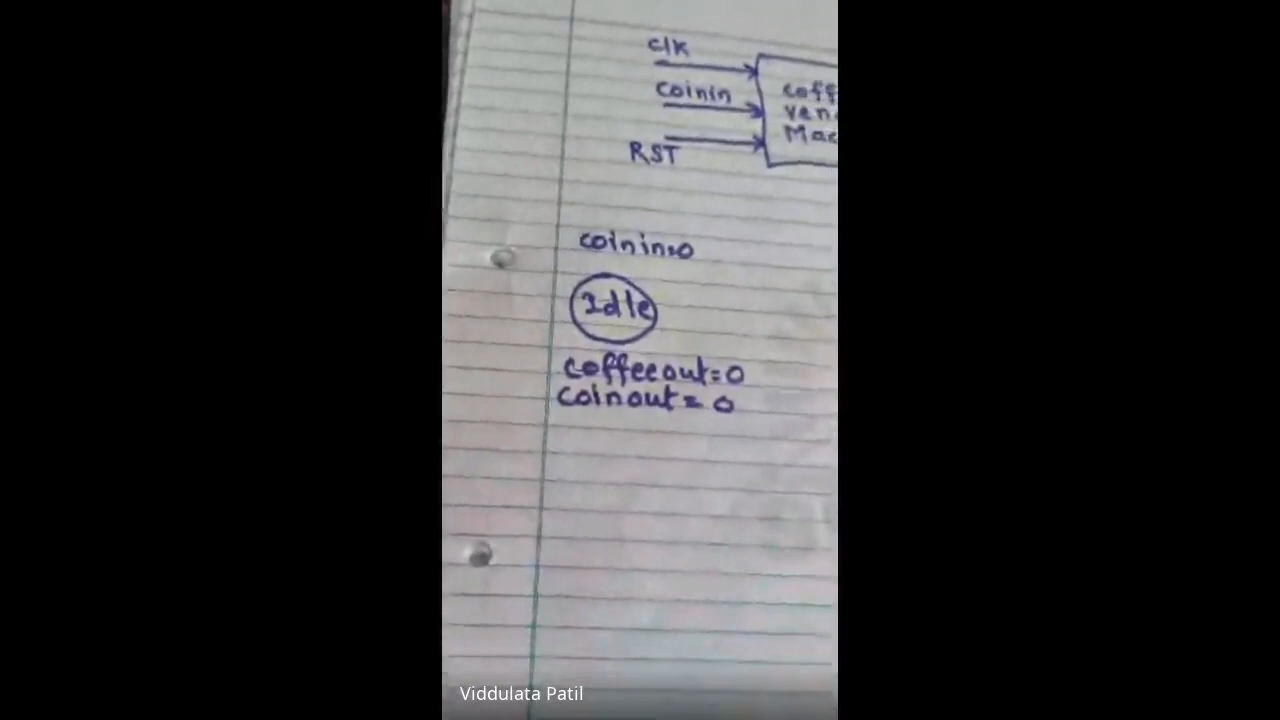 clk
coinin
RST
coinin=0
Idle
coffeeout=0
coinout=0
Viddulata Patil